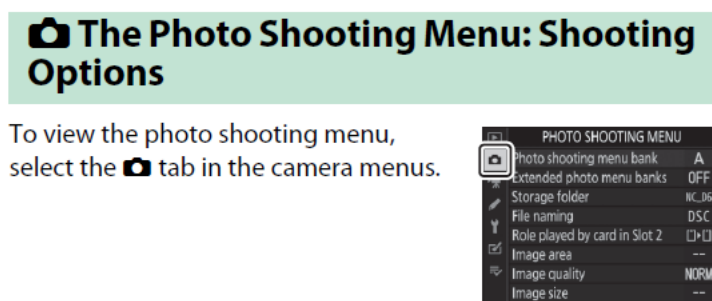 The Photo Shooting Menu: Shooting
Options
To view the photo shooting menu,
select the tab in the camera menus.
PHOTO SHOOTING MENU
Photo shooting menu bank A
Extended photo menu banks OFF
Storage folder
File naming DSC
Role played by card in Slot 2
Image area --
Image quality NORM
Image size --